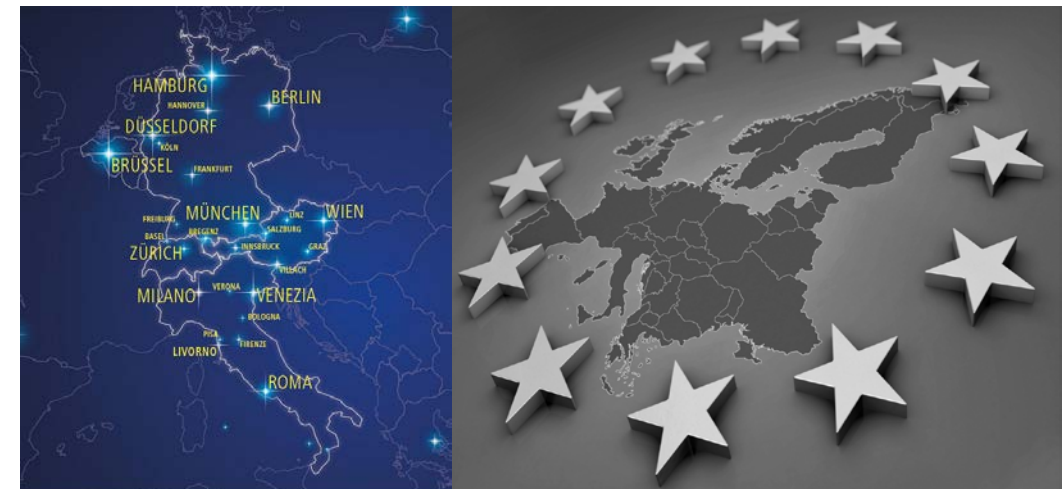 HAMBURG
BERLIN
HANNOVER
DÜSSELDORF
KÖLN
BRÜSSEL
FRANKFURT
MÜNCHEN
LINZ
WIEN
FREIBURG
SALZBURG
BREGENZ
BASEL
INNSBRUCK
GRAZ
ZÜRICH
VILLACH
VERONA
MILANO
VENEZIA
BOLOGNA
PISA
FIRENZE
LIVORNO
ROMA